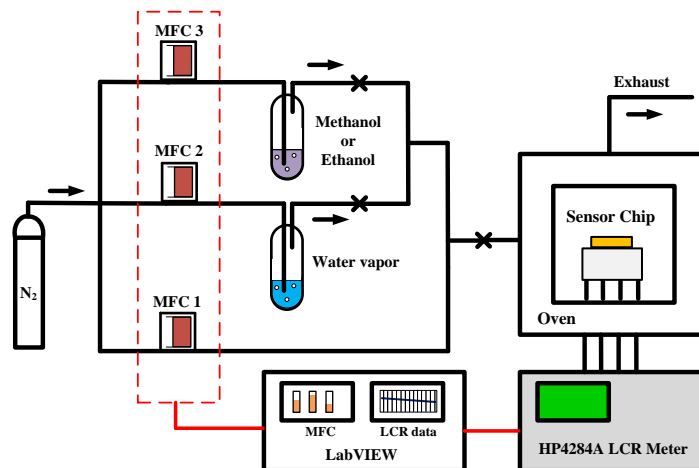 MFC 3
Exhaust
Methanol
or
Ethanol
MFC 2
Sensor Chip
Water vapor
N2
MFC 1
Oven
MFC
LCR data
LabVIEW
HP4284A LCR Meter